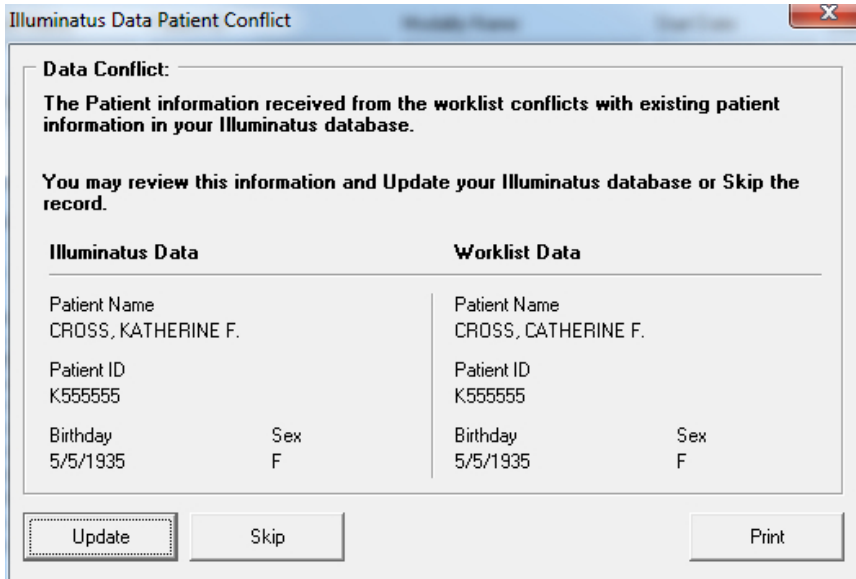 Illuminatus Data Patient Conflict
Data Conflict:
The Patient information received from the worklist conflicts with existing patient
information in your Illuminatus database.
You may review this information and Update your Illuminatus database or Skip the
record.
Illuminatus Data Worklist Data
Patient Name Patient Name
CROSS, KATHERINE F. CROSS, CATHERINE F.
Patient ID Patient ID
K555555 K555555
Birthday Sex Birthday Sex
5/5/1935 F 5/5/1935 F
Update Skip Print